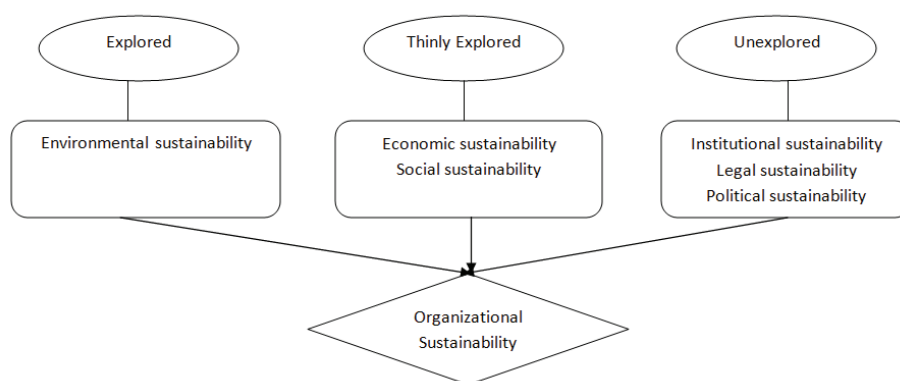 Explored
Thinly Explored
Unexplored
Environmental sustainability
Economic sustainability
Social sustainability
Institutional sustainability
Legal sustainability
Political sustainability
Organizational
Sustainability